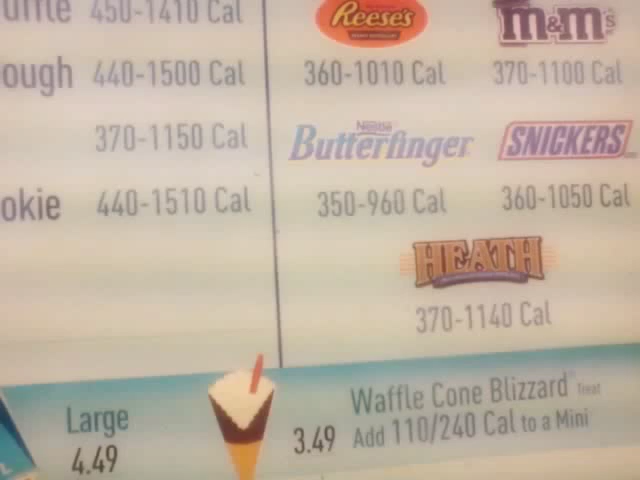 uffle 450-1410 Cal
ough 440-1500 Cal
370-1150 Cal
okie 440-1510 Cal
Reese's
360-1010 Cal
m&m's
370-1100 Cal
Nestle
Butterfinger
350-960 Cal
SNICKERS
360-1050 Cal
HEATH
370-1140 Cal
Large
4.49
3.49
Waffle Cone Blizzard Treat
Add 110/240 Cal to a Mini